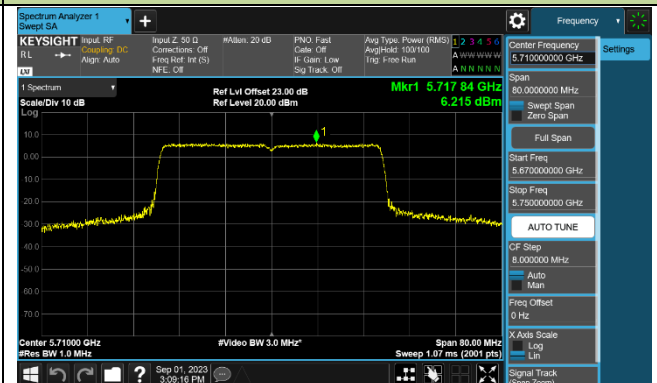 Spectrum Analyzer 1
Swept SA
Frequency
KEYSIGHT
RL
LXI
Input: RF
Coupling: DC
Align: Auto
Input Z: 50 Ω
Corrections: Off
Freq Ref: Int (S)
NFE: Off
#Atten: 20 dB
PNO: Fast
Gate: Off
IF Gain: Low
Sig Track: Off
Avg Type: Power (RMS)
Avg|Hold: 100/100
Trig: Free Run
1 2 3 4 5 6
A W W W W W
A N N N N N
1 Spectrum
Scale/Div 10 dB
Log
Ref Lvl Offset 23.00 dB
Ref Level 20.00 dBm
Mkr1 5.717 84 GHz
6.215 dBm
1
10.0
0.00
10.0
20.0
30.0
40.0
-50.0
60.0
70.0
Center 5.71000 GHz
#Res BW 1.0 MHz
#Video BW 3.0 MHz*
Span 80.00 MHz
Sweep 1.07 ms (2001 pts)
Sep 01, 2023
3:09:16 PM
Center Frequency
5.710000000 GHz
Settings
Span
80.0000000 MHz
Swept Span
Zero Span
Full Span
Start Freq
5.670000000 GHz
Stop Freq
5.750000000 GHz
AUTO TUNE
CF Step
8.000000 MHz
Auto
Man
Freq Offset
0 Hz
X Axis Scale
Log
Lin
Signal Track
(Span Zoom)